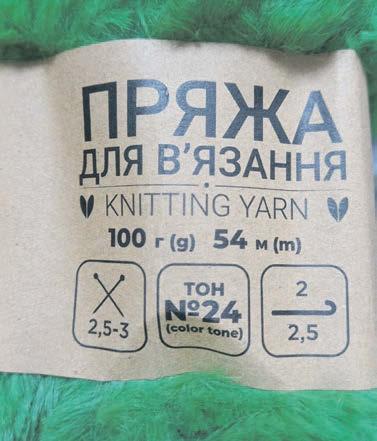 ПРЯЖА
ДЛЯ В’ЯЗАННЯ
KNITTING YARN
100 г (g) 54 м (m)
2,5-3
ТОН
№24
(color tone)
2
2,5